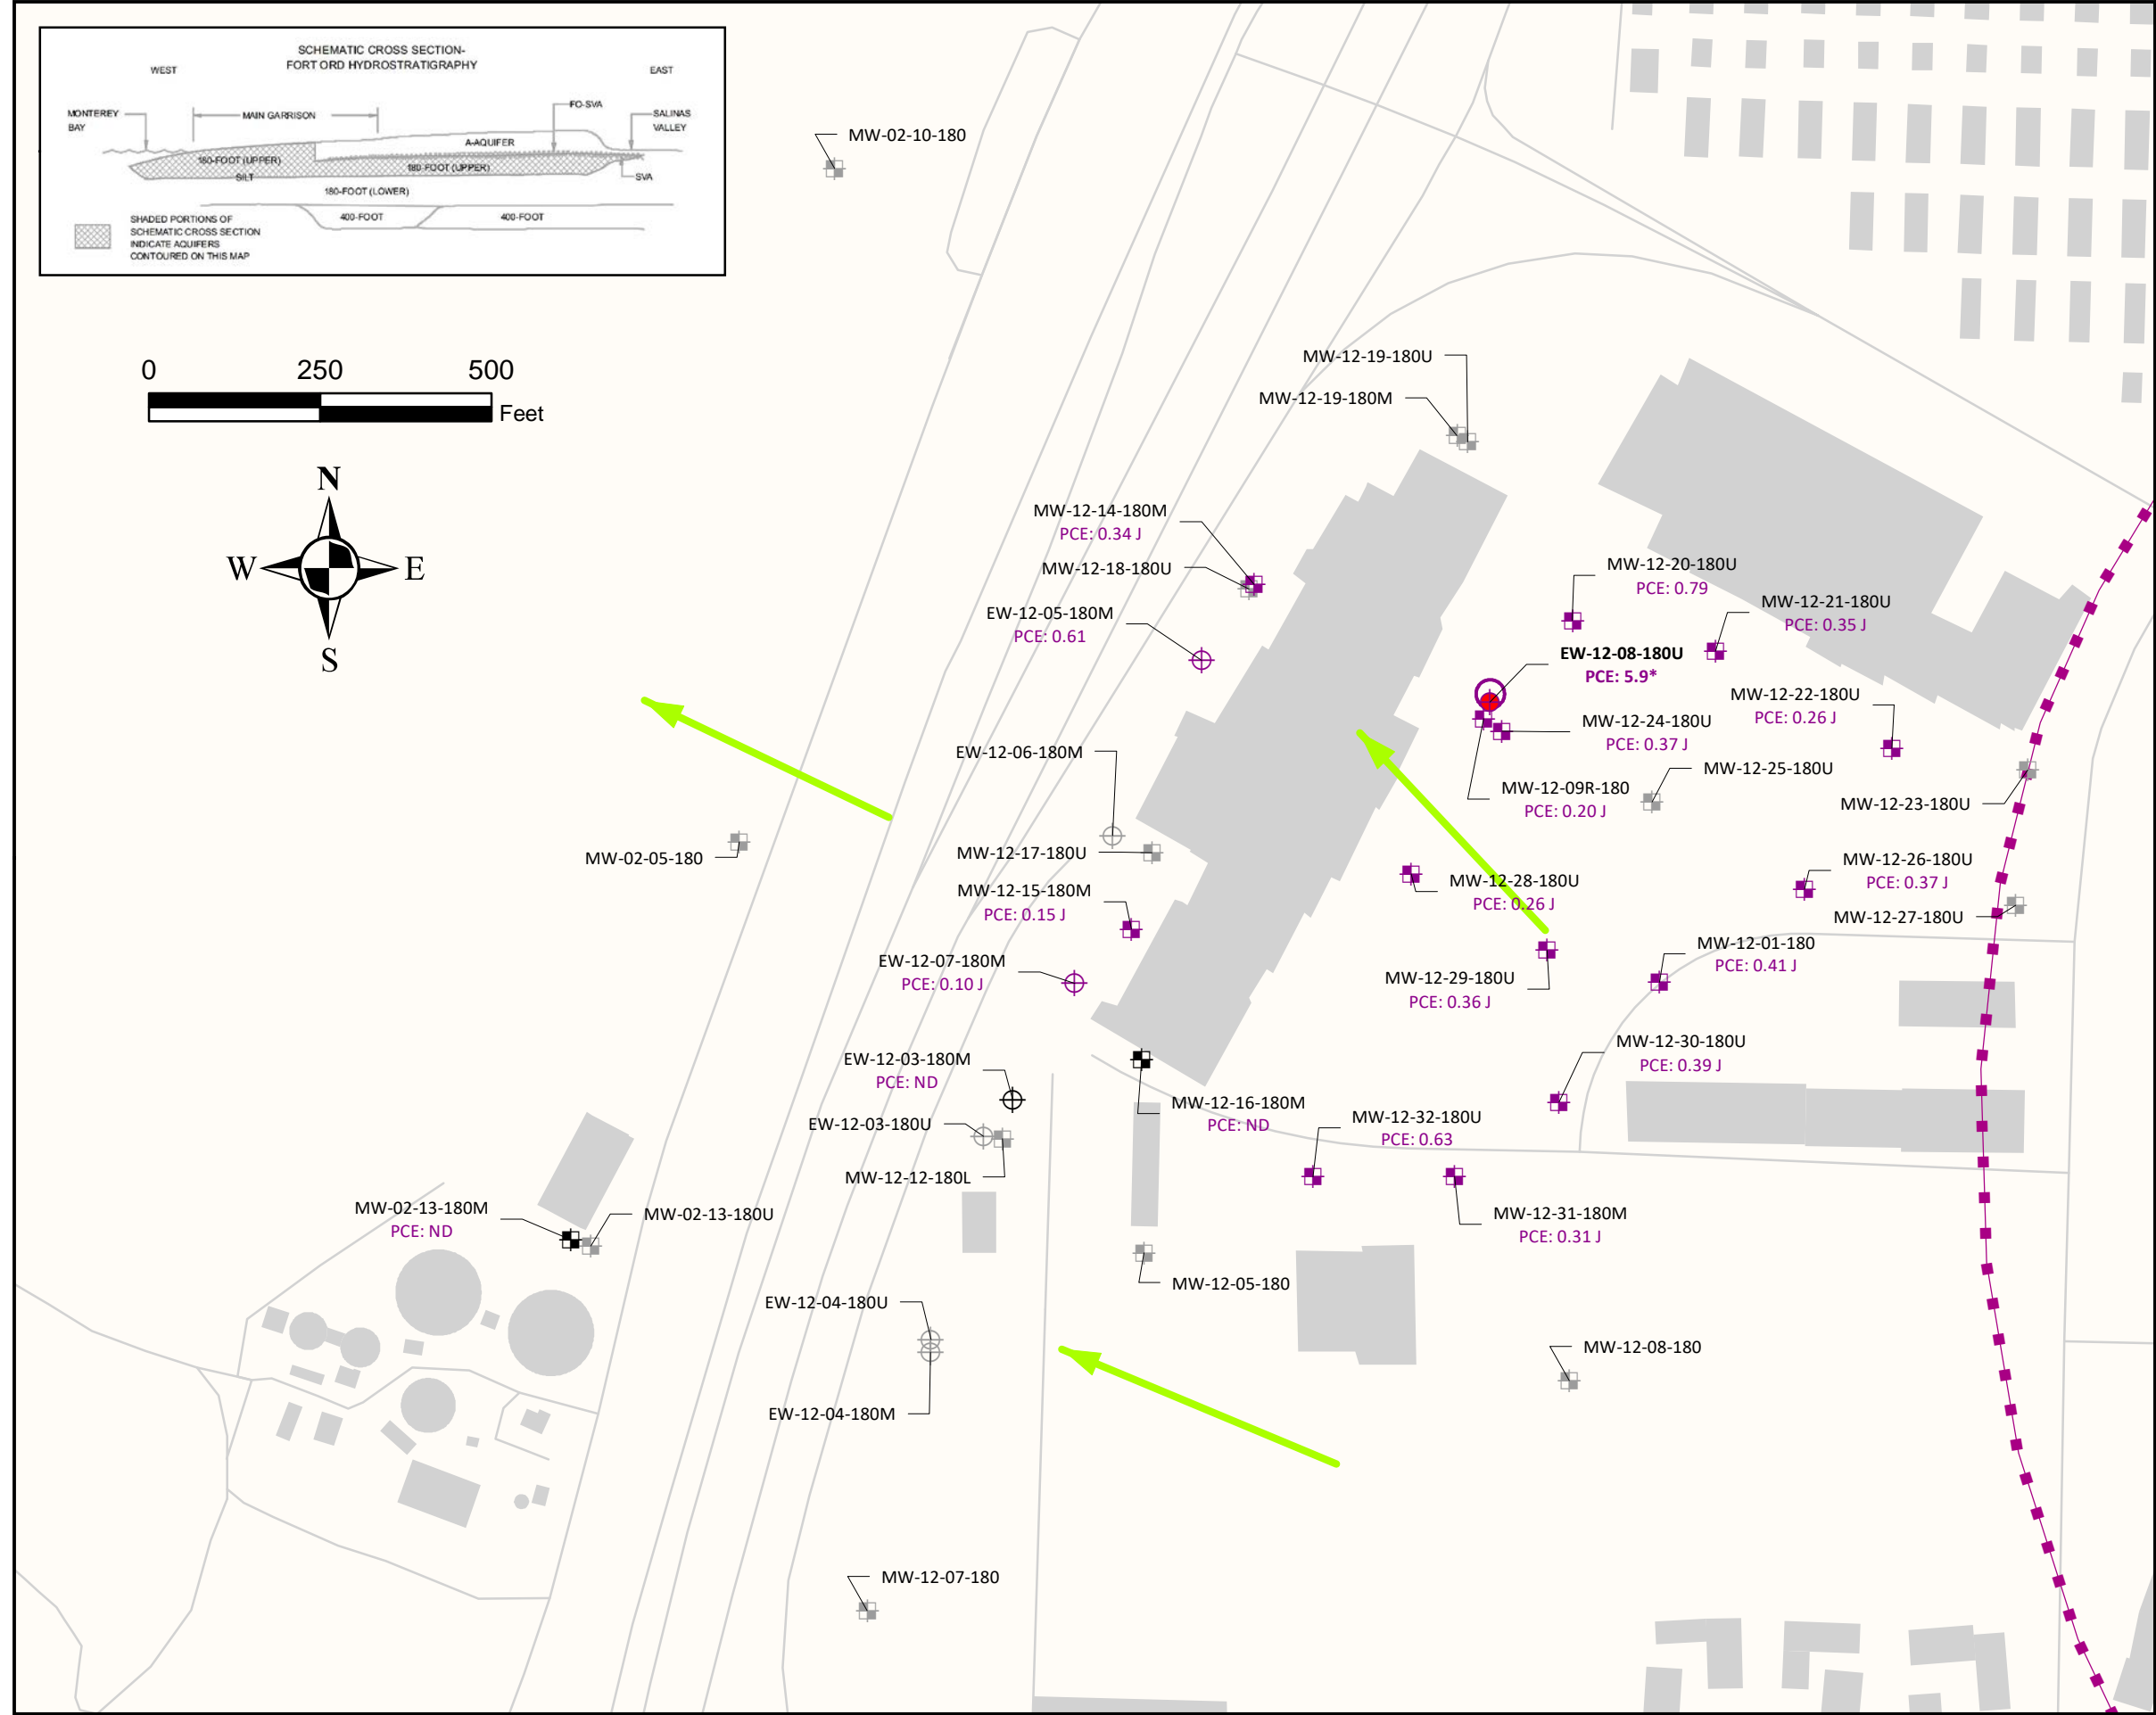 SCHEMATIC CROSS SECTION-
FORT ORD HYDROSTRATIGRAPHY
WEST
EAST
MONTEREY
BAY
MAIN GARRISON
FO-SVA
SALINAS
VALLEY
A-AQUIFER
180-FOOT (UPPER)
180-FOOT (UPPER)
SILT
SVA
180-FOOT (LOWER)
400-FOOT
400-FOOT
SHADED PORTIONS OF
SCHEMATIC CROSS SECTION
INDICATE AQUIFERS
CONTOURED ON THIS MAP
0 250 500
Feet
N
W E
S
MW-02-10-180
MW-12-19-180U
MW-12-19-180M
MW-12-14-180M
PCE: 0.34 J
MW-12-18-180U
EW-12-05-180M
PCE: 0.61
MW-12-20-180U
PCE: 0.79
MW-12-21-180U
PCE: 0.35 J
EW-12-08-180U
PCE: 5.9*
MW-12-22-180U
PCE: 0.26 J
MW-12-24-180U
PCE: 0.37 J
EW-12-06-180M
MW-12-25-180U
MW-12-09R-180
PCE: 0.20 J
MW-12-23-180U
MW-02-05-180
MW-12-17-180U
MW-12-26-180U
PCE: 0.37 J
MW-12-28-180U
PCE: 0.26 J
MW-12-15-180M
PCE: 0.15 J
MW-12-27-180U
MW-12-01-180
PCE: 0.41 J
EW-12-07-180M
PCE: 0.10 J
MW-12-29-180U
PCE: 0.36 J
MW-12-30-180U
PCE: 0.39 J
EW-12-03-180M
PCE: ND
MW-12-16-180M
PCE: ND
MW-12-32-180U
PCE: 0.63
EW-12-03-180U
MW-12-12-180L
MW-02-13-180M
PCE: ND
MW-02-13-180U
MW-12-31-180M
PCE: 0.31 J
MW-12-05-180
EW-12-04-180U
MW-12-08-180
EW-12-04-180M
MW-12-07-180